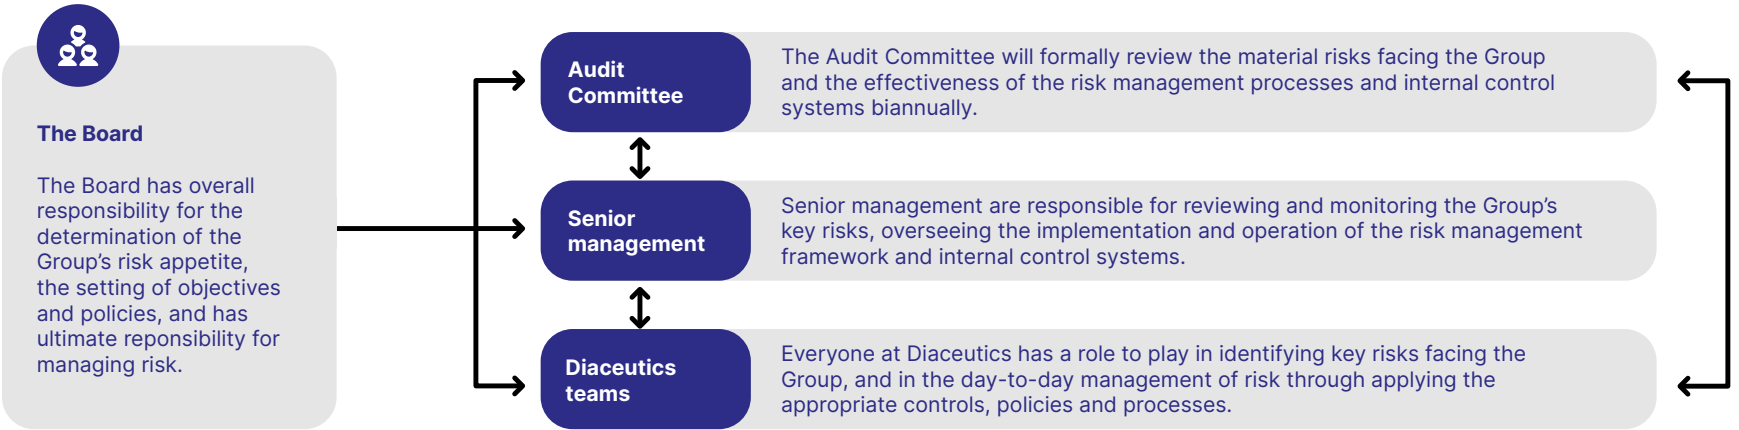 The Board
The Board has overall
responsibility for the
determination of the
Group's risk appetite,
the setting of objectives
and policies, and has
ultimate reponsibility for
managing risk.
Audit
Committee
The Audit Committee will formally review the material risks facing the Group
and the effectiveness of the risk management processes and internal control
systems biannually.
Senior
management
Senior management are responsible for reviewing and monitoring the Group's
key risks, overseeing the implementation and operation of the risk management
framework and internal control systems.
Diaceutics
teams
Everyone at Diaceutics has a role to play in identifying key risks facing the
Group, and in the day-to-day management of risk through applying the
appropriate controls, policies and processes.